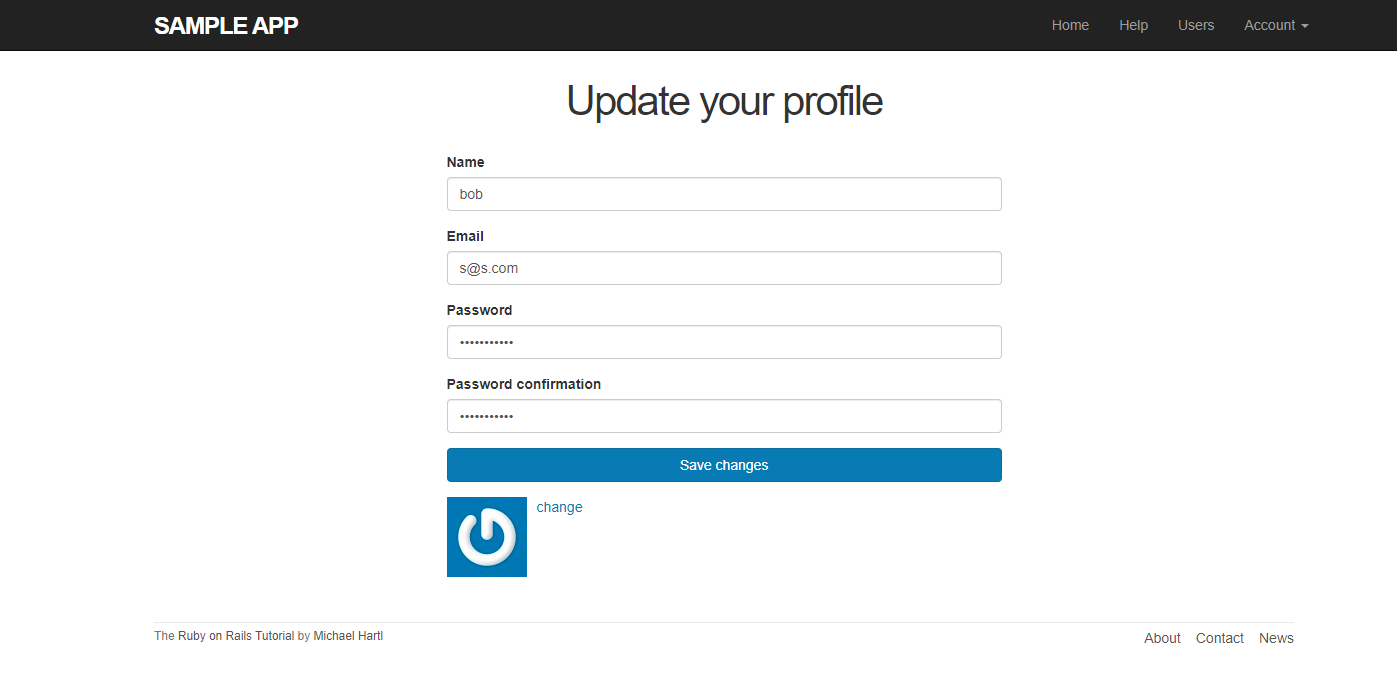 SAMPLE APP Home Help Users Account
Update your profile
Name
bob
Email
s@s.com
Password
•••••••••••
Password confirmation
•••••••••••
Save changes
change
The Ruby on Rails Tutorial by Michael Hartl About Contact News